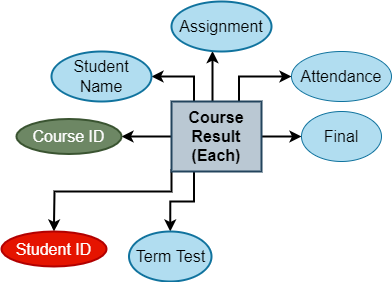 Assignment
Student
Name
Attendance
Course
Result
(Each)
Course ID
Final
Student ID
Term Test